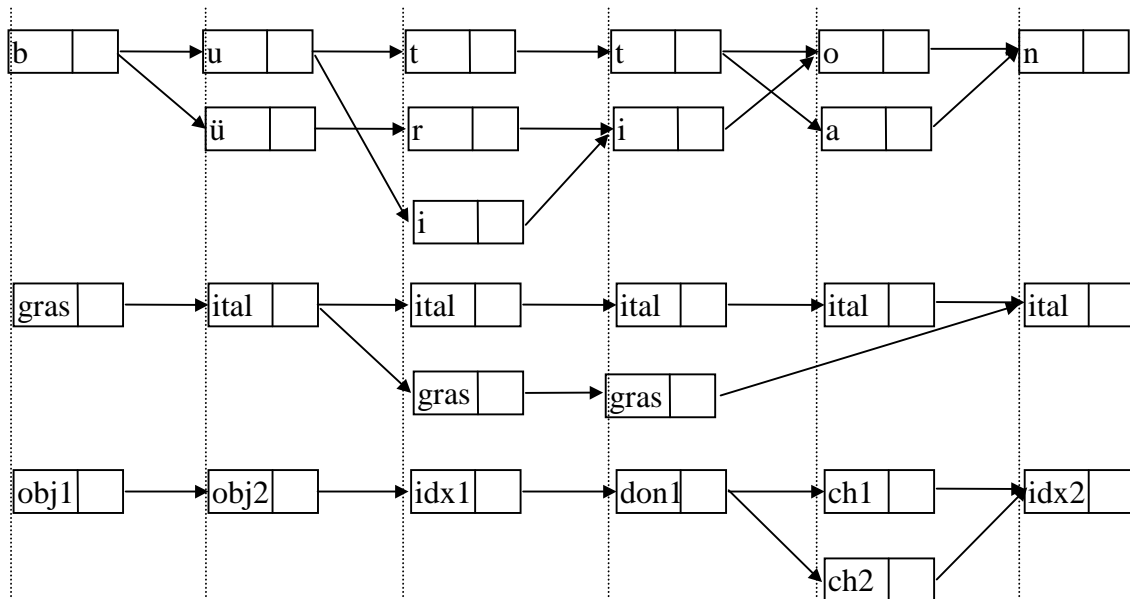 b u t t o n
ü r i a
i
gras ital ital ital ital ital
gras gras
obj1 obj2 idx1 don1 ch1 idx2
ch2